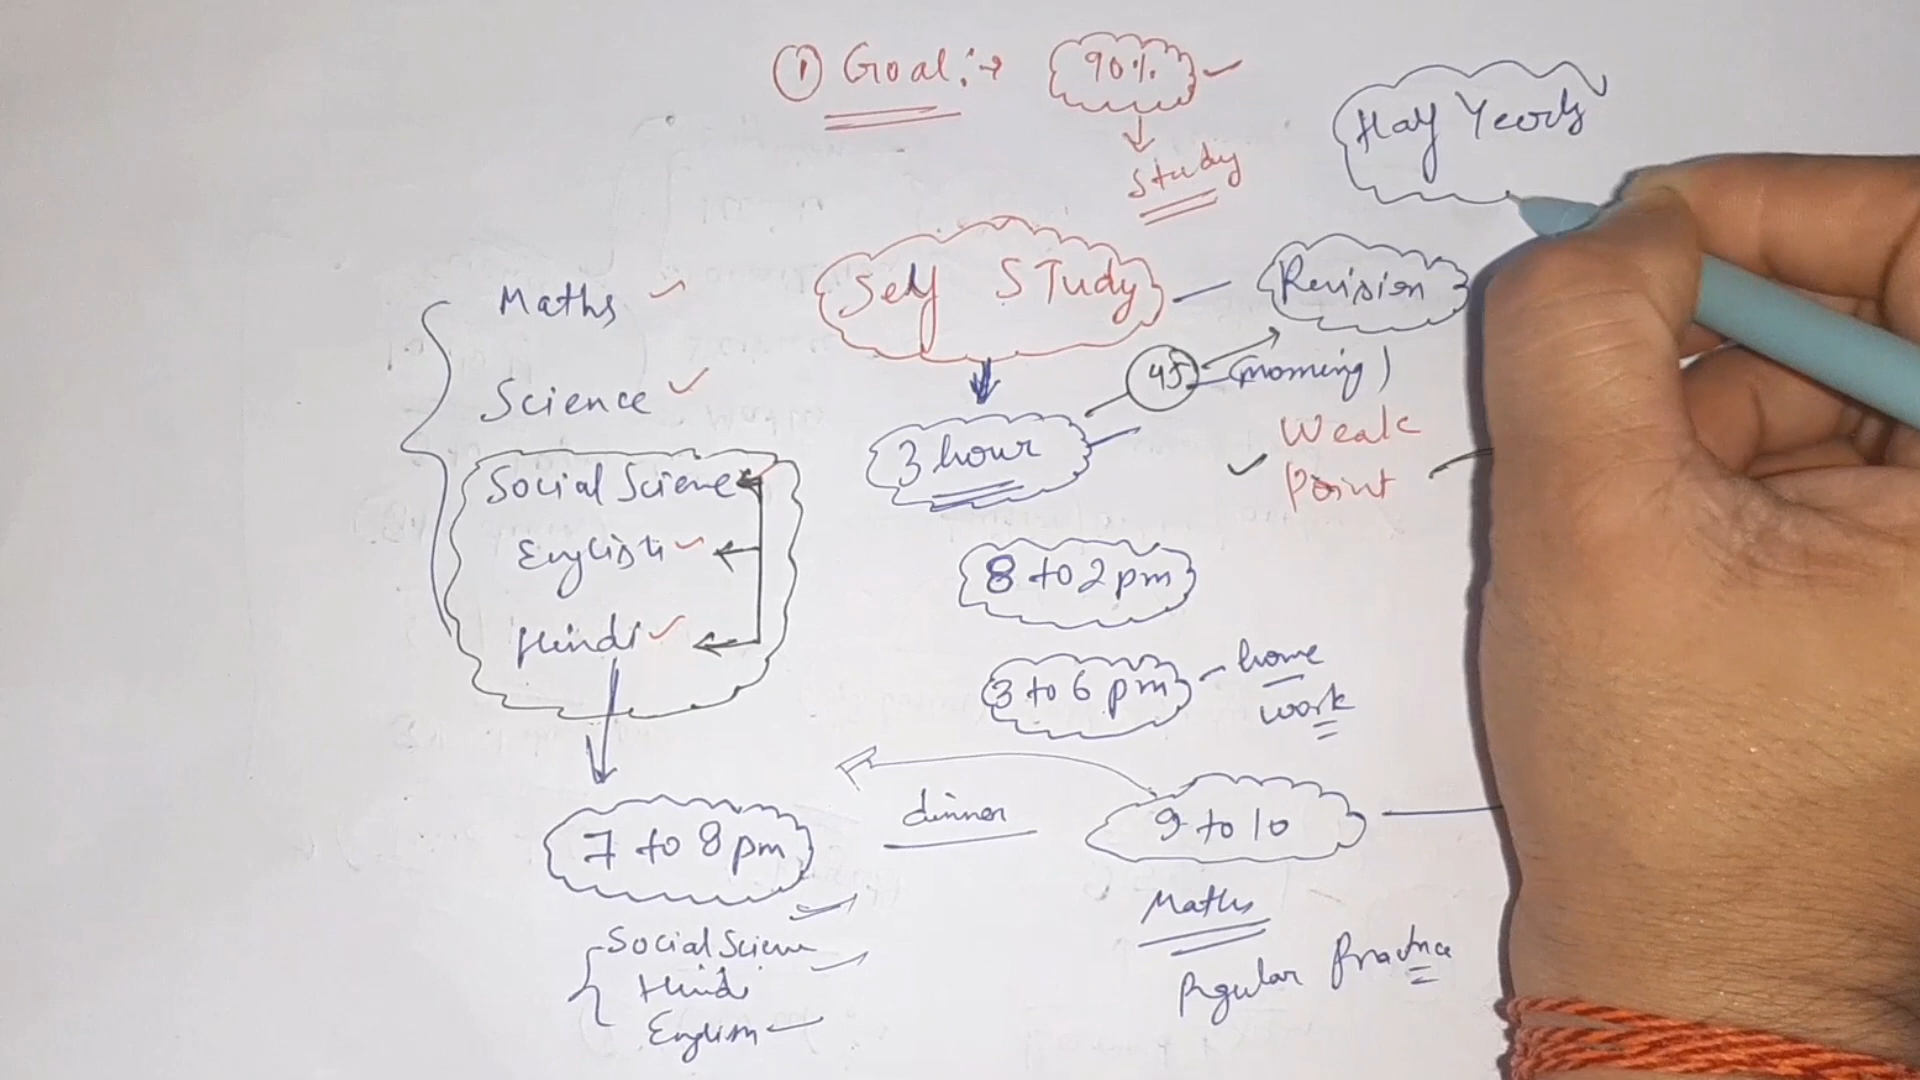 ① Goal :→ 90%
Study
Half Yearly
Self STudy
Revision
Maths
45
(morning)
Science
3 hour
Weak
Point
Social Sciene
English
8 to 2 pm
Hindi
3 to 6 pm
home
work
7 to 8 pm
dinner
9 to 10
Maths
Regular Practice
Social Scienc
Hindi
English